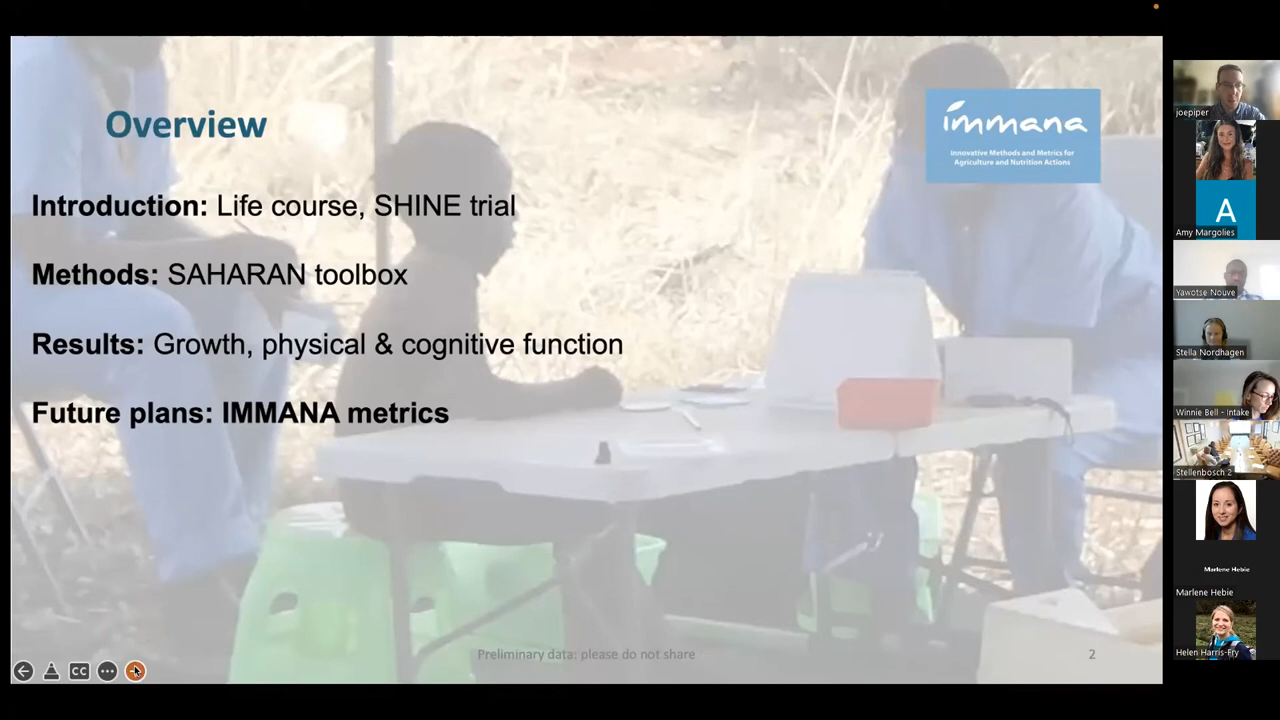 Overview
immana
Innovative Methods and Metrics for
Agriculture and Nutrition Actions
Introduction: Life course, SHINE trial
Methods: SAHARAN toolbox
Results: Growth, physical & cognitive function
Future plans: IMMANA metrics
Preliminary data: please do not share
2
CC
joepiper
A
Amy Margolies
Yawotse Nouve
Stella Nordhagen
Winnie Bell - Intake
Stellenbosch 2
Marlene Hebie
Marlene Hebie
Helen Harris-Fry